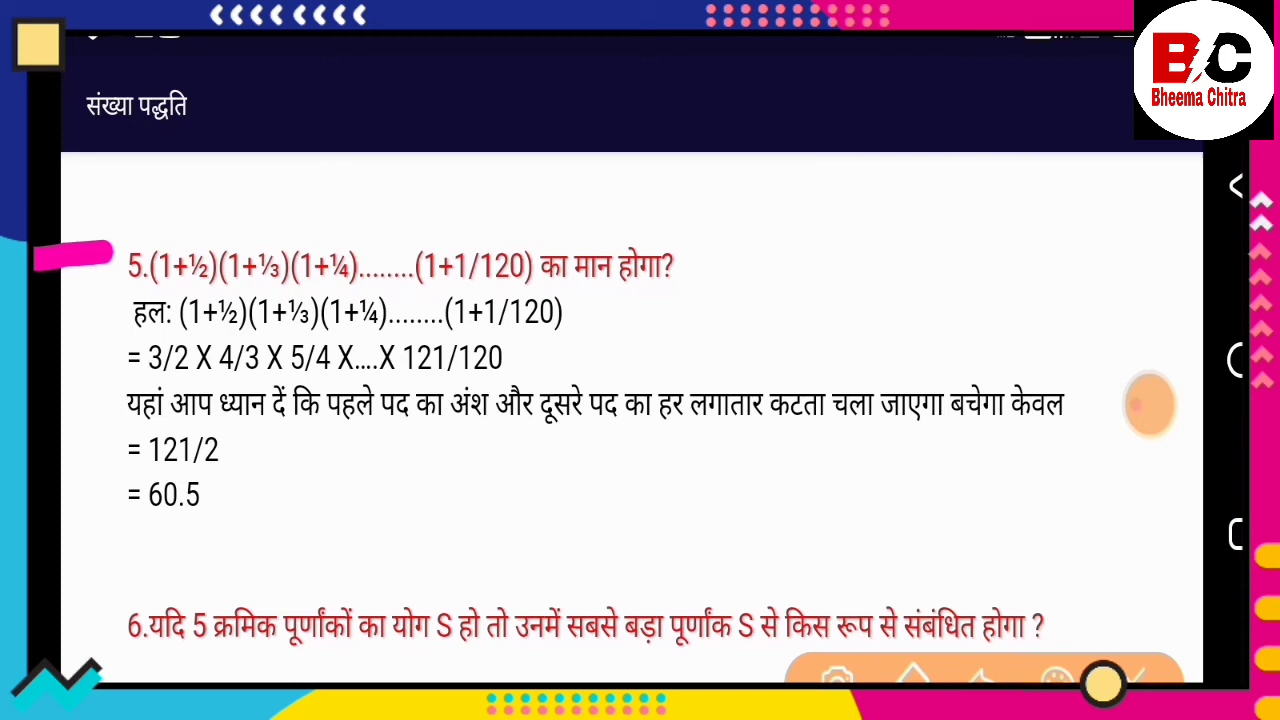 BC
Bheema Chitra
संख्या पद्धति
5.(1+½)(1+⅓)(1+¼)........(1+1/120) का मान होगा?
हल: (1+½)(1+⅓)(1+¼)........(1+1/120)
= 3/2 X 4/3 X 5/4 X....X 121/120
यहां आप ध्यान दें कि पहले पद का अंश और दूसरे पद का हर लगातार कटता चला जाएगा बचेगा केवल
= 121/2
= 60.5
6.यदि 5 क्रमिक पूर्णांकों का योग S हो तो उनमें सबसे बड़ा पूर्णांक S से किस रूप से संबंधित होगा ?